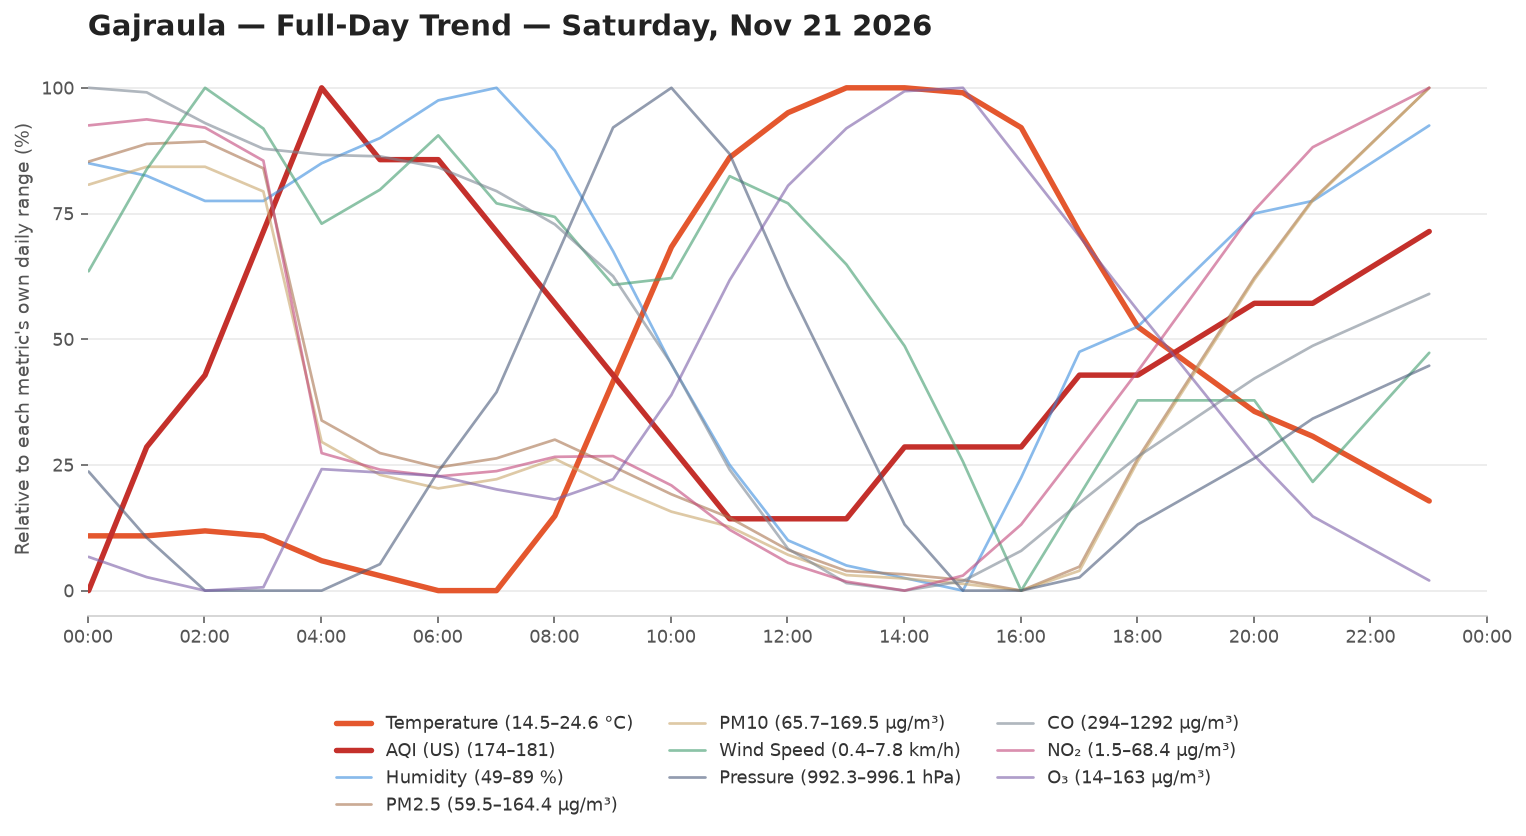 Gajraula — Full-Day Trend — Saturday, Nov 21 2026
Relative to each metric's own daily range (%)
100
75
50
25
0
00:00 02:00 04:00 06:00 08:00 10:00 12:00 14:00 16:00 18:00 20:00 22:00 00:00
Temperature (14.5–24.6 °C)
AQI (US) (174–181)
Humidity (49–89 %)
PM2.5 (59.5–164.4 µg/m³)
PM10 (65.7–169.5 µg/m³)
Wind Speed (0.4–7.8 km/h)
Pressure (992.3–996.1 hPa)
CO (294–1292 µg/m³)
NO₂ (1.5–68.4 µg/m³)
O₃ (14–163 µg/m³)